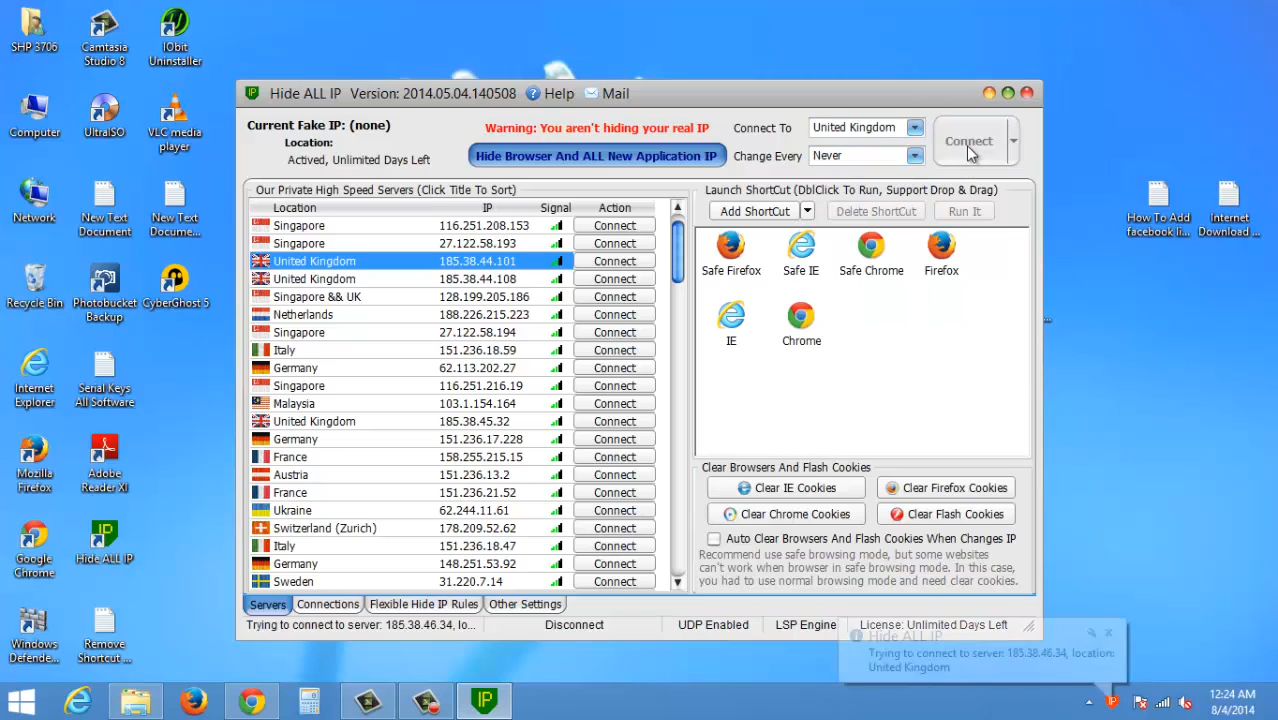 SHP 3706
Camtasia
Studio 8
IObit
Uninstaller
Computer
UltraISO
VLC media
player
Network
New Text
Document
New Text
Docume...
Recycle Bin
Photobucket
Backup
CyberGhost 5
Internet
Explorer
Serial Keys
All Software
Mozilla
Firefox
Adobe
Reader XI
Google
Chrome
Hide ALL IP
Windows
Defende...
Remove
Shortcut ...
How To Add
facebook li...
Internet
Download ...
Hide ALL IP Version: 2014.05.04.140508 Help Mail
Current Fake IP: (none)
Location:
Actived, Unlimited Days Left
Warning: You aren't hiding your real IP
Hide Browser And ALL New Application IP
Connect To United Kingdom
Change Every Never
Connect
Our Private High Speed Servers (Click Title To Sort)
Location IP Signal Action
Singapore 116.251.208.153 Connect
Singapore 27.122.58.193 Connect
United Kingdom 185.38.44.101 Connect
United Kingdom 185.38.44.108 Connect
Singapore && UK 128.199.205.186 Connect
Netherlands 188.226.215.223 Connect
Singapore 27.122.58.194 Connect
Italy 151.236.18.59 Connect
Germany 62.113.202.27 Connect
Singapore 116.251.216.19 Connect
Malaysia 103.1.154.164 Connect
United Kingdom 185.38.45.32 Connect
Germany 151.236.17.228 Connect
France 158.255.215.15 Connect
Austria 151.236.13.2 Connect
France 151.236.21.52 Connect
Ukraine 62.244.11.61 Connect
Switzerland (Zurich) 178.209.52.62 Connect
Italy 151.236.18.47 Connect
Germany 148.251.53.92 Connect
Sweden 31.220.7.14 Connect
Launch ShortCut (DblClick To Run, Support Drop & Drag)
Add ShortCut Delete ShortCut Run It
Safe Firefox Safe IE Safe Chrome Firefox
IE Chrome
Clear Browsers And Flash Cookies
Clear IE Cookies Clear Firefox Cookies
Clear Chrome Cookies Clear Flash Cookies
Auto Clear Browsers And Flash Cookies When Changes IP
Recommend use safe browsing mode, but some websites
can't work when browser in safe browsing mode. In this case,
you had to use normal browsing mode and need clear cookies.
Servers Connections Flexible Hide IP Rules Other Settings
Trying to connect to server: 185.38.46.34, lo... Disconnect UDP Enabled LSP Engine License: Unlimited Days Left
Hide ALL IP
Trying to connect to server: 185.38.46.34, location:
United Kingdom
IP
12:24 AM
8/4/2014